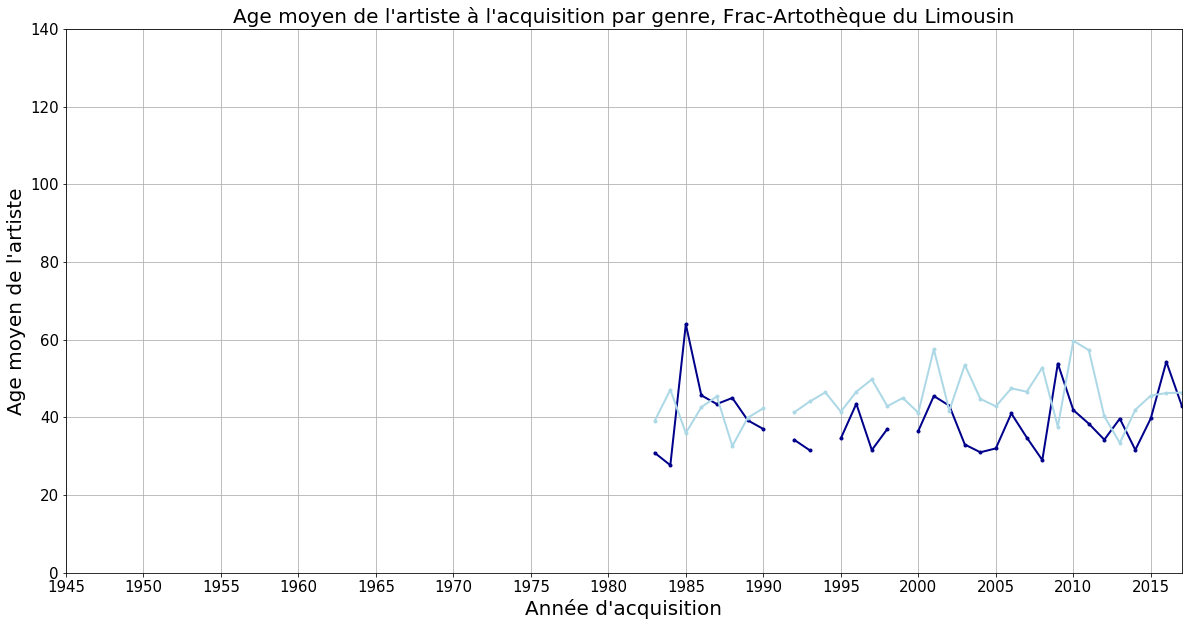 Age moyen de l'artiste à l'acquisition par genre, Frac-Artothèque du Limousin
140
120
100
80
60
40
20
0
Age moyen de l'artiste
1945 1950 1955 1960 1965 1970 1975 1980 1985 1990 1995 2000 2005 2010 2015
Année d'acquisition